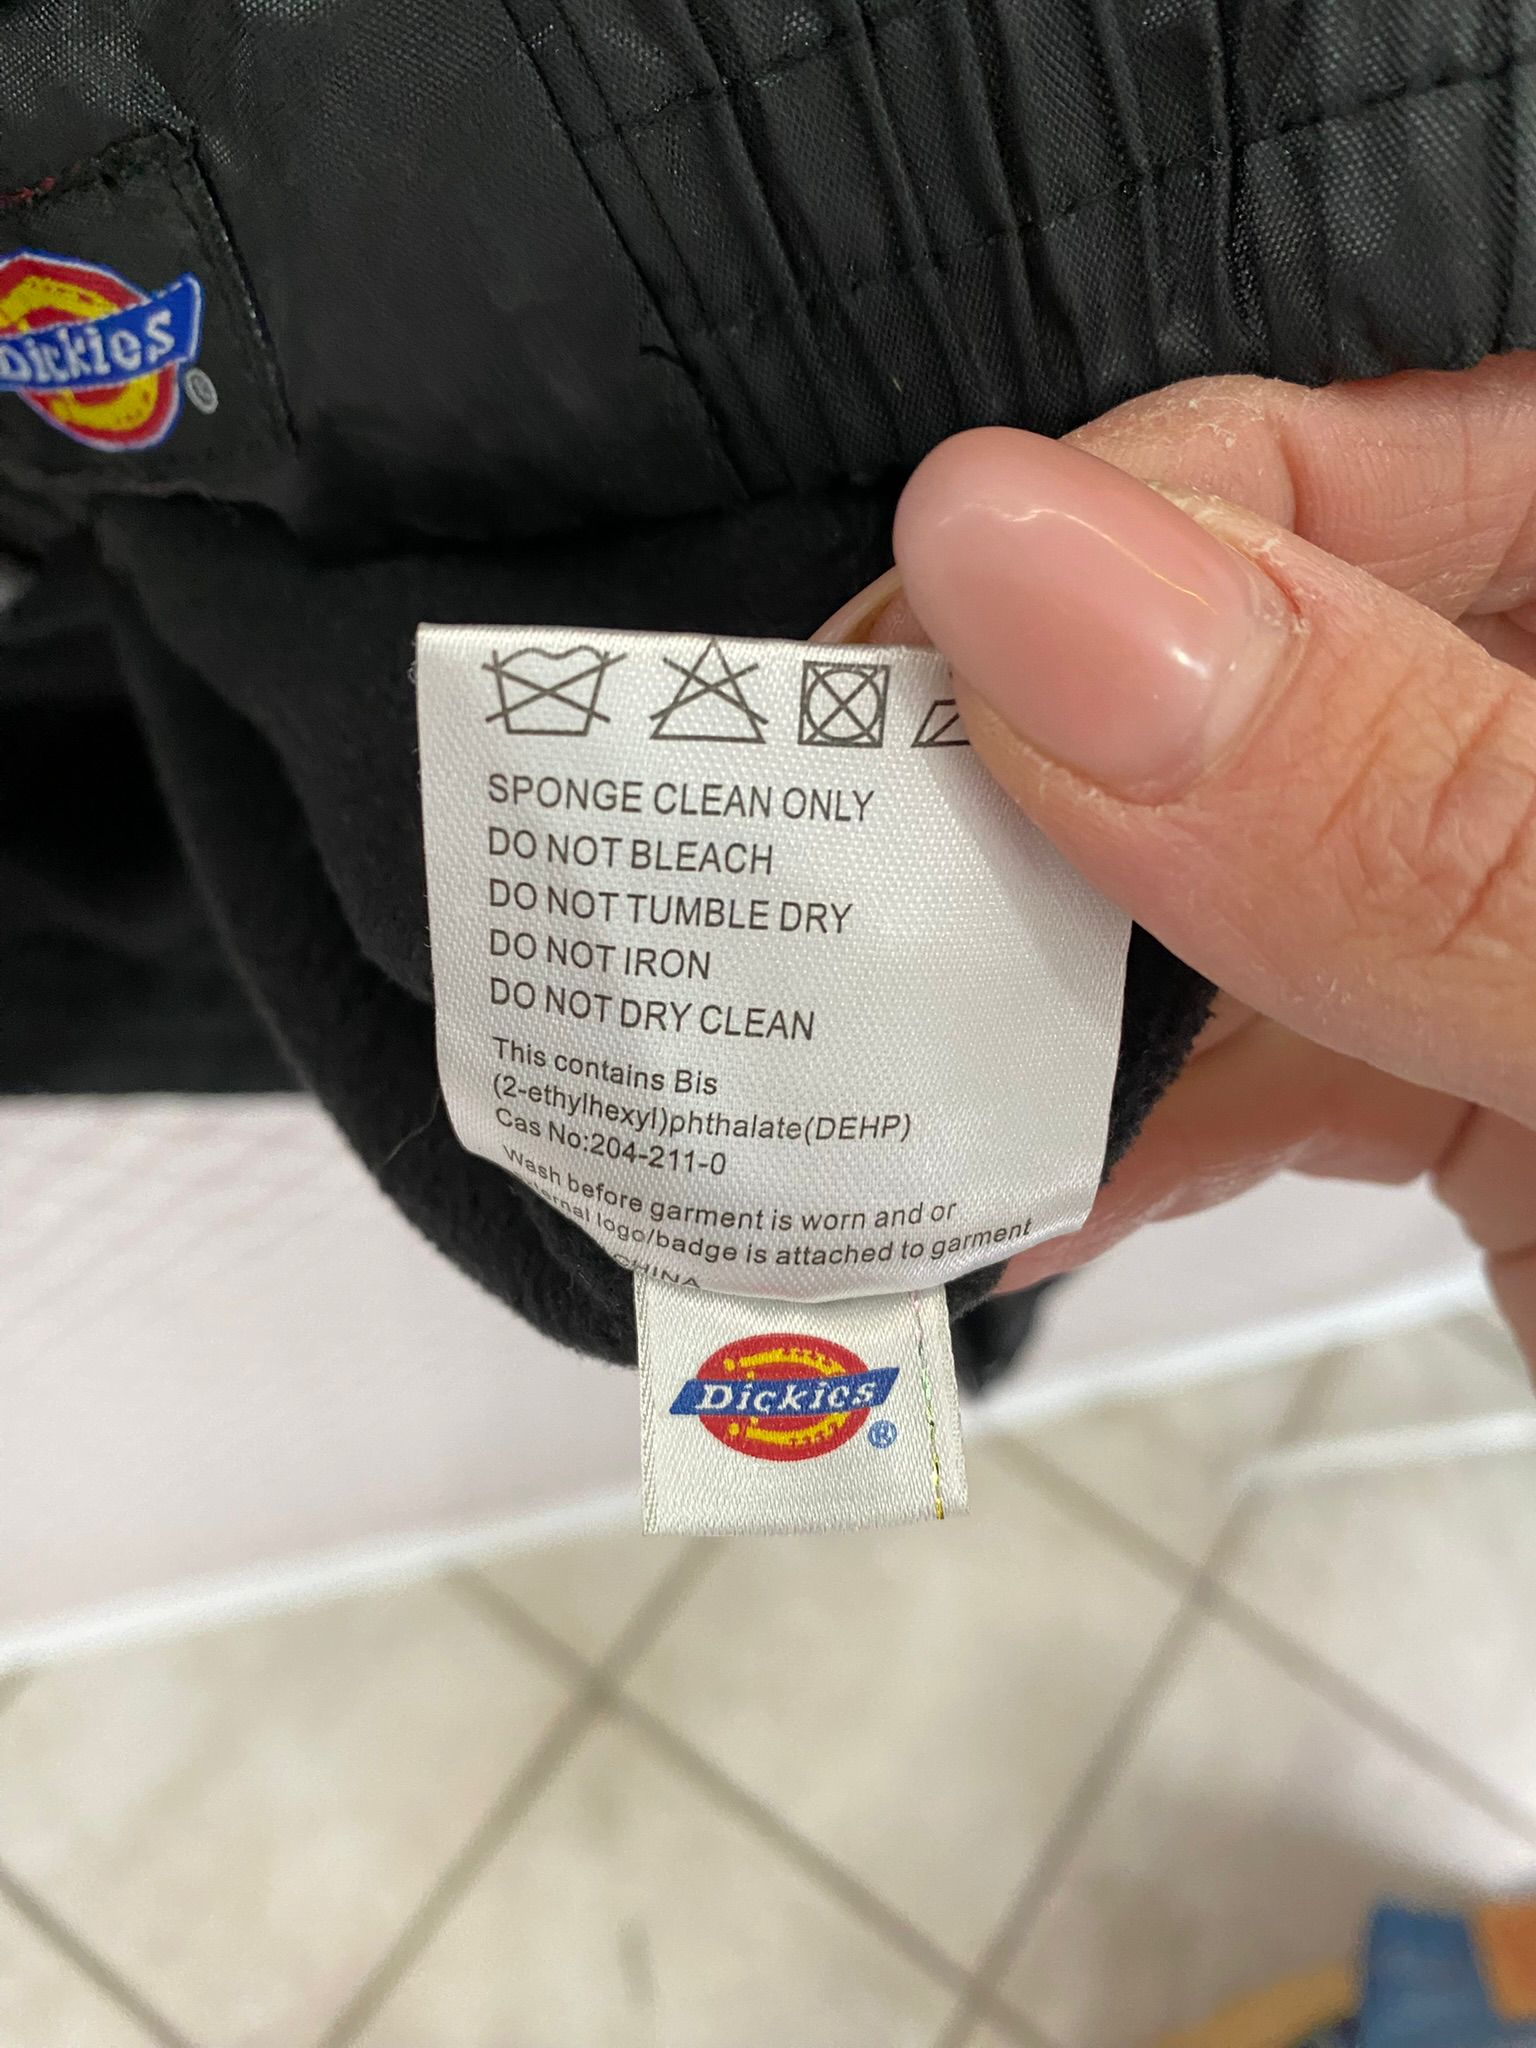 Dickies
®
SPONGE CLEAN ONLY
DO NOT BLEACH
DO NOT TUMBLE DRY
DO NOT IRON
DO NOT DRY CLEAN
This contains Bis
(2-ethylhexyl)phthalate(DEHP)
Cas No:204-211-0
Wash before garment is worn and or
logo/badge is attached to garment
CHINA
Dickies
®